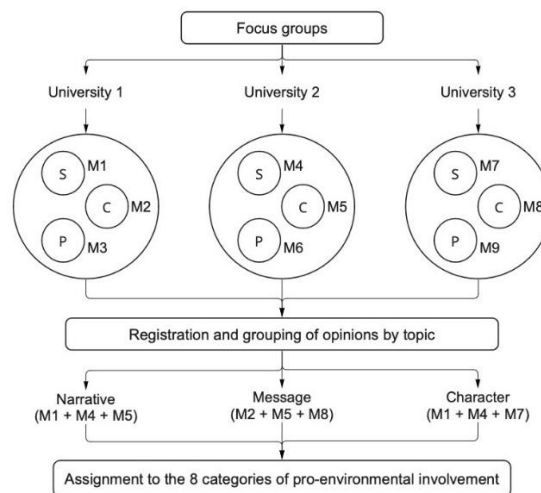 Focus groups
University 1 University 2 University 3
S M1 S M4 S M7
C M2 C M5 C M8
P M3 P M6 P M9
Registration and grouping of opinions by topic
Narrative Message Character
(M1 + M4 + M5) (M2 + M5 + M8) (M1 + M4 + M7)
Assignment to the 8 categories of pro-environmental involvement